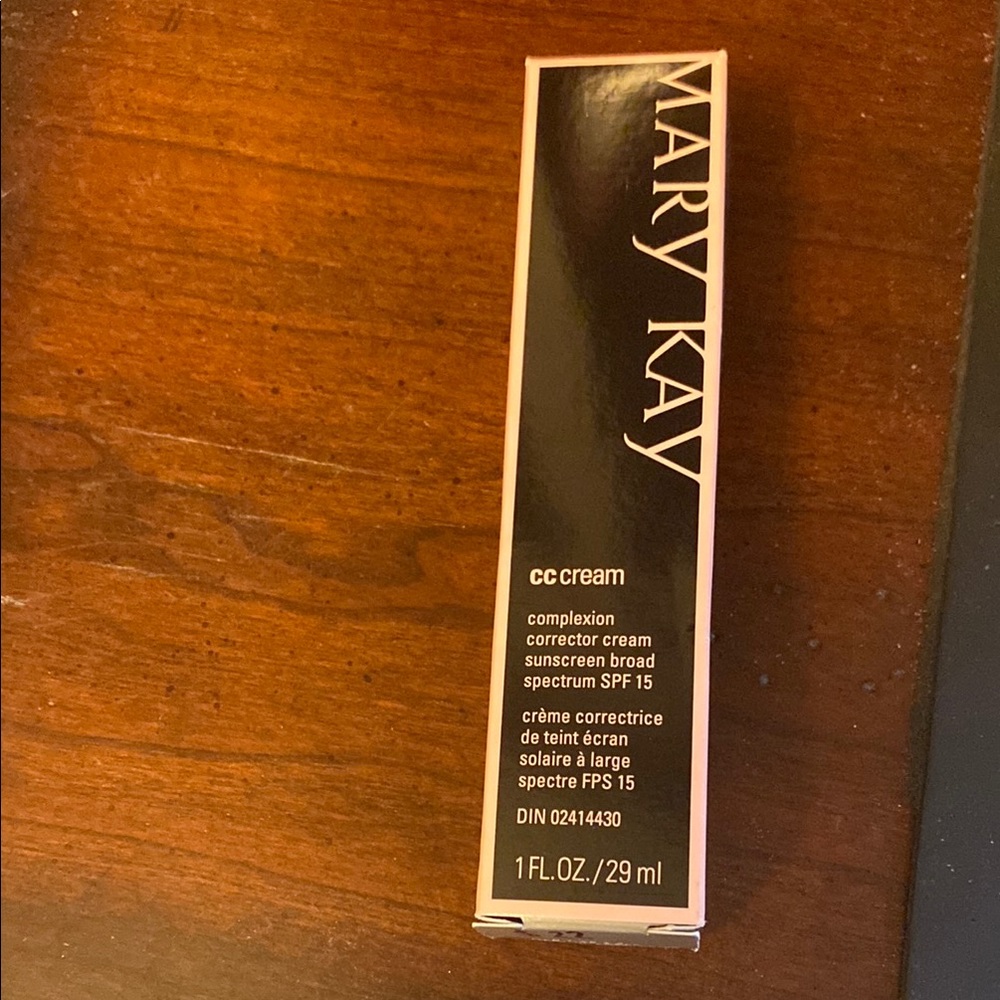 MARY KAY
cc cream
complexion
corrector cream
sunscreen broad
spectrum SPF 15
crème correctrice
de teint écran
solaire à large
spectre FPS 15
DIN 02414430
1 FL.OZ./29 ml